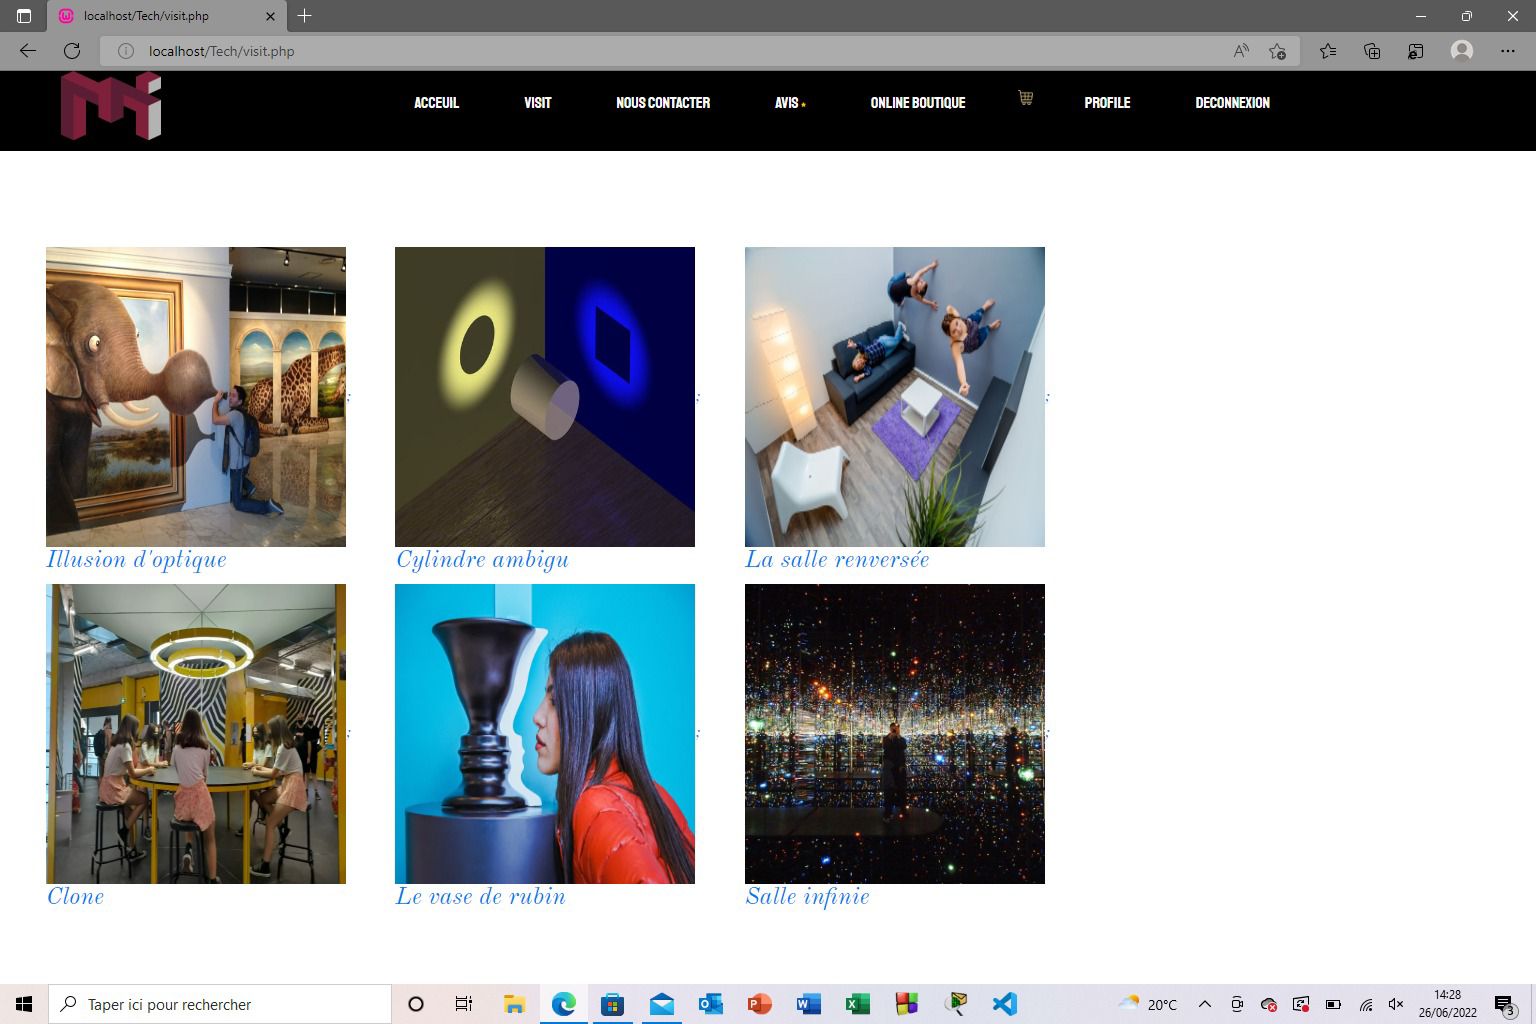 localhost/Tech/visit.php
localhost/Tech/visit.php
ACCEUIL VISIT NOUS CONTACTER AVIS ONLINE BOUTIQUE PROFILE DECONNEXION
; ; ;
Illusion d'optique Cylindre ambigu La salle renversée
; ; ;
Clone Le vase de rubin Salle infinie
Taper ici pour rechercher 20°C 14:28
26/06/2022 3